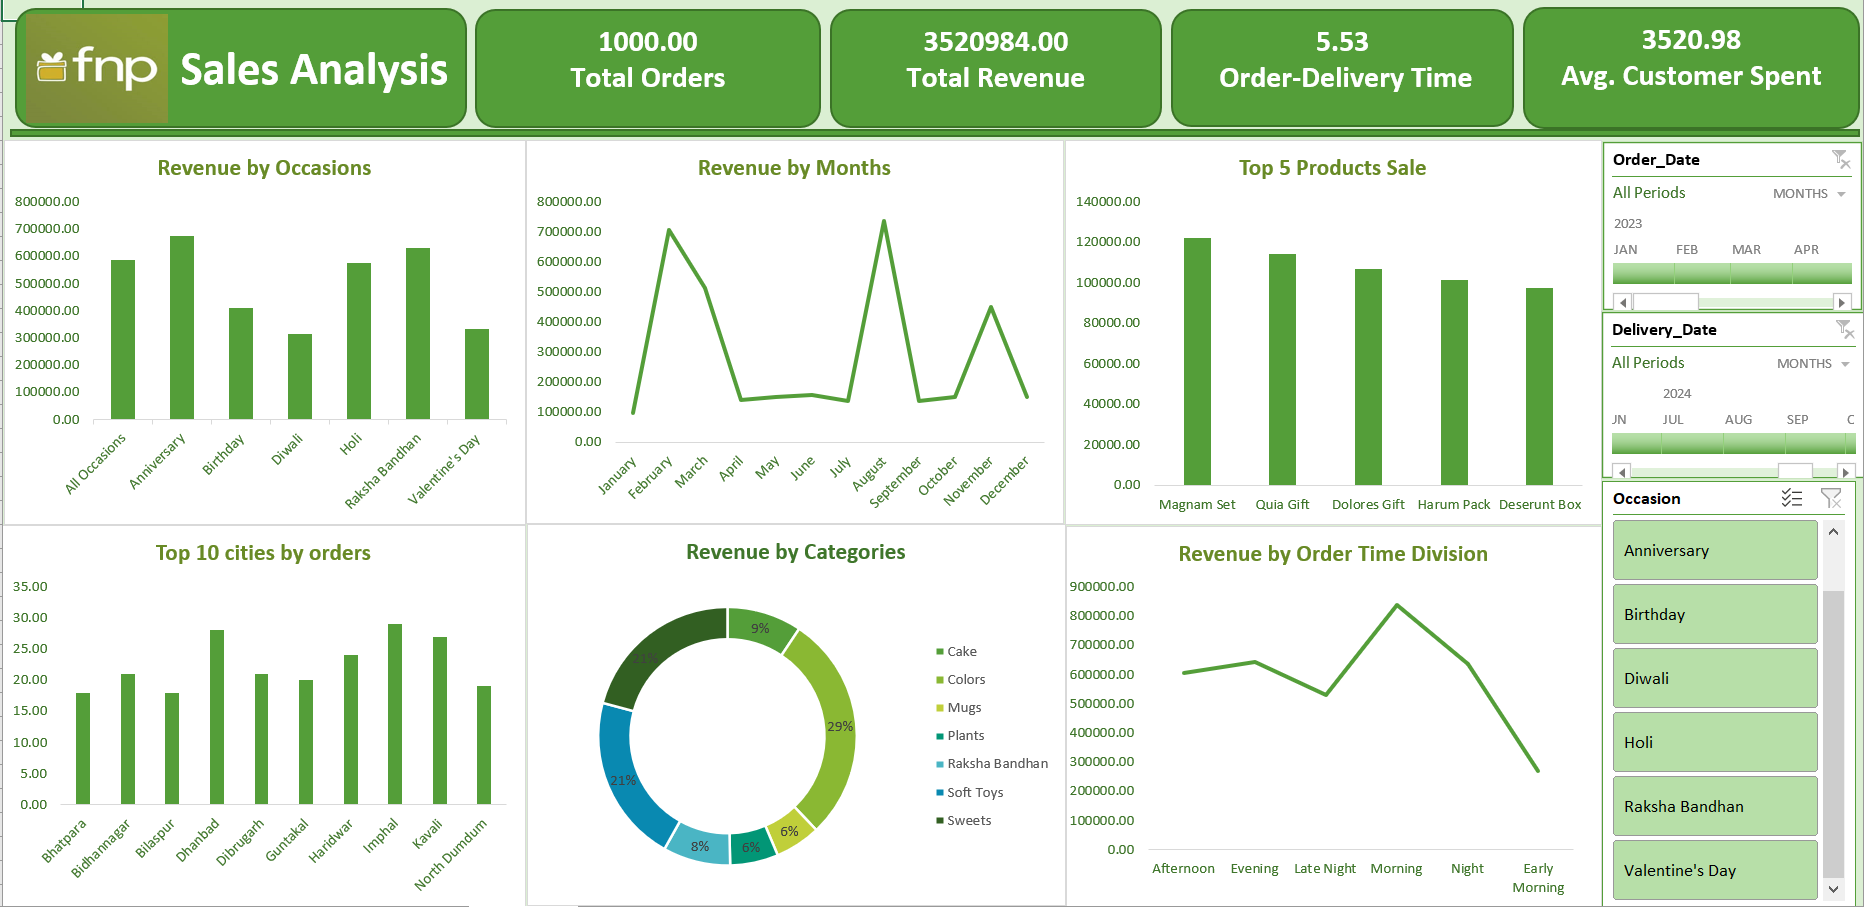 fnp
Sales Analysis
1000.00
Total Orders
3520984.00
Total Revenue
5.53
Order-Delivery Time
3520.98
Avg. Customer Spent
Revenue by Occasions
800000.00
700000.00
600000.00
500000.00
400000.00
300000.00
200000.00
100000.00
0.00
All Occasions
Anniversary
Birthday
Diwali
Holi
Raksha Bandhan
Valentine's Day
Revenue by Months
800000.00
700000.00
600000.00
500000.00
400000.00
300000.00
200000.00
100000.00
0.00
January
February
March
April
May
June
July
August
September
October
November
December
Top 5 Products Sale
140000.00
120000.00
100000.00
80000.00
60000.00
40000.00
20000.00
0.00
Magnam Set
Quia Gift
Dolores Gift
Harum Pack
Deserunt Box
Order_Date
All Periods
MONTHS
2023
JAN FEB MAR APR
Delivery_Date
All Periods
MONTHS
2024
JN JUL AUG SEP C
Occasion
Anniversary
Birthday
Diwali
Holi
Raksha Bandhan
Valentine's Day
Top 10 cities by orders
35.00
30.00
25.00
20.00
15.00
10.00
5.00
0.00
Bhatpara
Bidhannagar
Bilaspur
Dhanbad
Dibrugarh
Guntakal
Haridwar
Imphal
Kavali
North Dumdum
Revenue by Categories
9%
29%
6%
6%
8%
21%
21%
Cake
Colors
Mugs
Plants
Raksha Bandhan
Soft Toys
Sweets
Revenue by Order Time Division
900000.00
800000.00
700000.00
600000.00
500000.00
400000.00
300000.00
200000.00
100000.00
0.00
Afternoon
Evening
Late Night
Morning
Night
Early
Morning